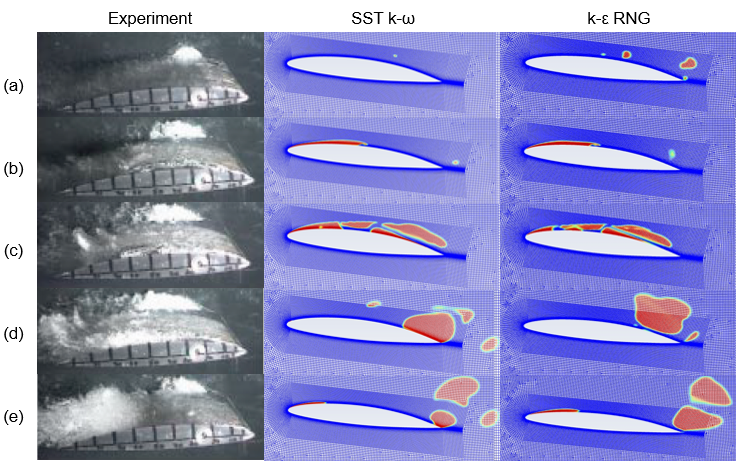 Experiment SST k-ω k-ε RNG
(a)
(b)
(c)
(d)
(e)